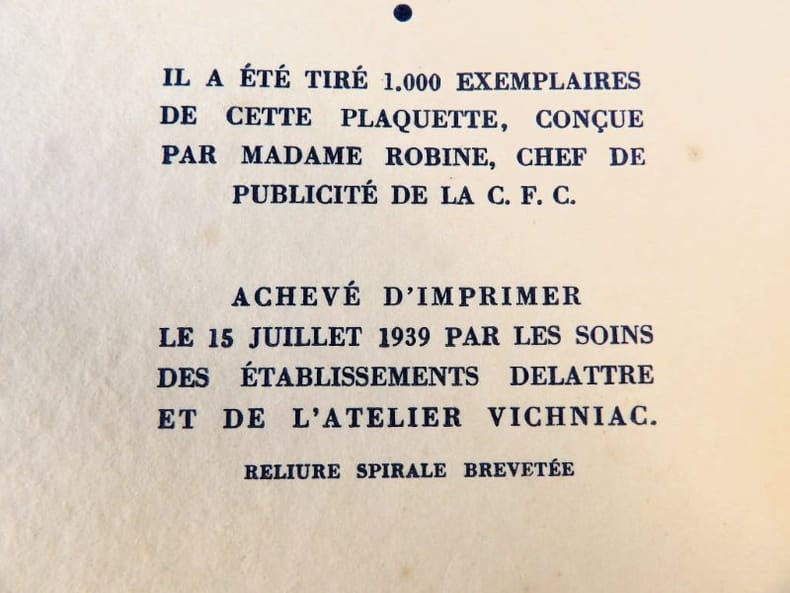 IL A ÉTÉ TIRÉ 1.000 EXEMPLAIRES
DE CETTE PLAQUETTE, CONÇUE
PAR MADAME ROBINE, CHEF DE
PUBLICITÉ DE LA C. F. C.
ACHEVÉ D'IMPRIMER
LE 15 JUILLET 1939 PAR LES SOINS
DES ÉTABLISSEMENTS DELATTRE
ET DE L'ATELIER VICHNIAC.
RELIURE SPIRALE BREVETÉE